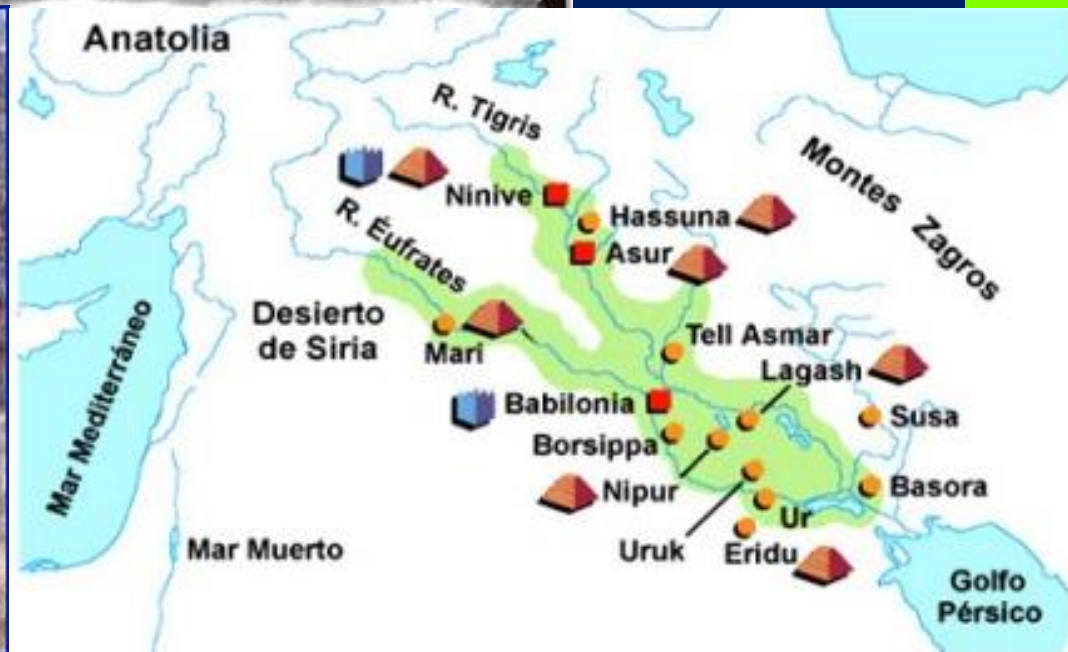 Anatolia
R. Tigris
Montes Zagros
Ninive
Hassuna
R. Éufrates
Asur
Mar Mediterráneo
Desierto
de Siria
Mari
Tell Asmar
Lagash
Babilonia
Susa
Borsippa
Nipur
Basora
Ur
Uruk
Eridu
Mar Muerto
Golfo
Pérsico